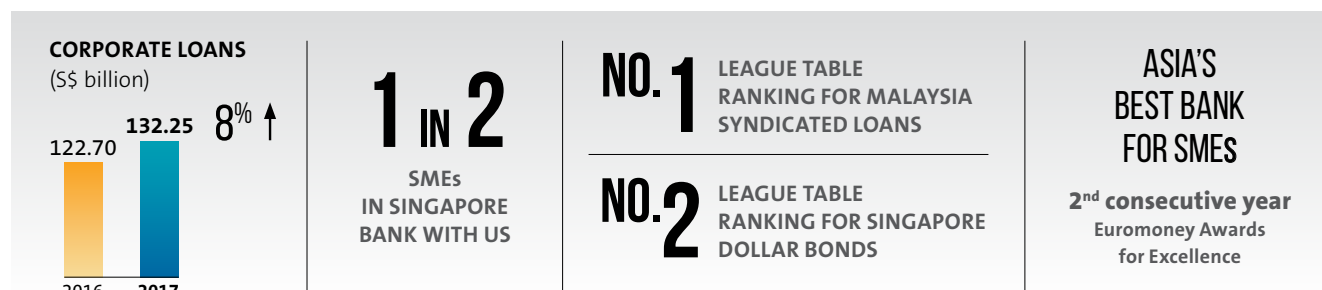 CORPORATE LOANS
(S$ billion)
8% ↑
132.25
122.70
2016 2017
1 IN 2
SMEs
IN SINGAPORE
BANK WITH US
NO.1
LEAGUE TABLE
RANKING FOR MALAYSIA
SYNDICATED LOANS
NO.2
LEAGUE TABLE
RANKING FOR SINGAPORE
DOLLAR BONDS
ASIA'S
BEST BANK
FOR SMEs
2nd consecutive year
Euromoney Awards
for Excellence